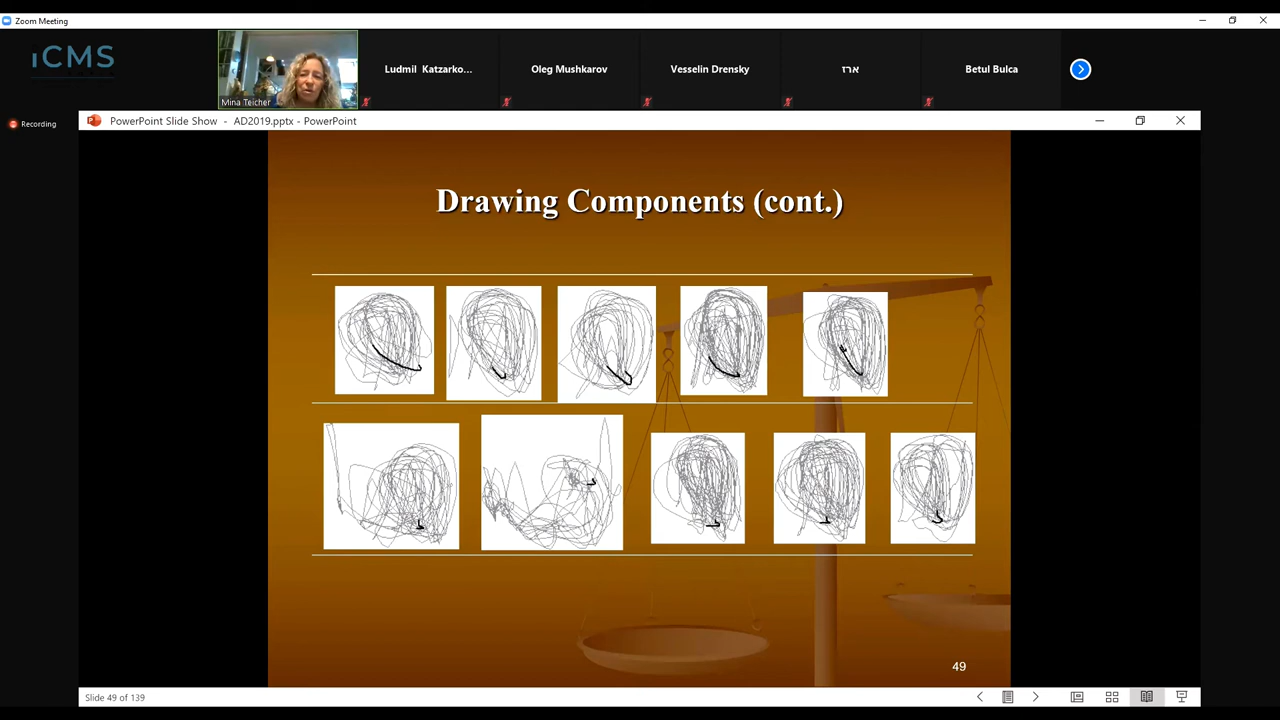 Zoom Meeting
iCMS
Mina Teicher
Ludmil Katzarko...
Oleg Mushkarov
Vesselin Drensky
ארז
Betul Bulca
Recording
PowerPoint Slide Show - AD2019.pptx - PowerPoint
Drawing Components (cont.)
49
Slide 49 of 139